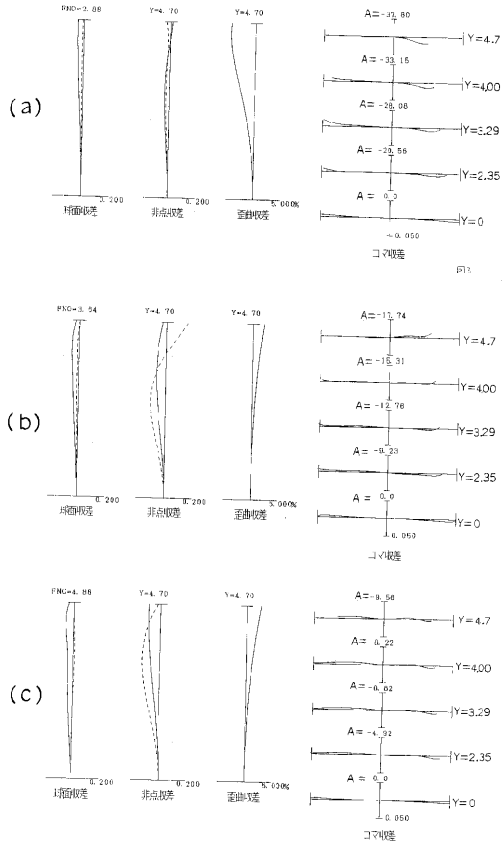 (a)
FNO=2.88
Y=4.70
Y=4.70
0.200
球面収差
0.200
非点収差
5.000%
歪曲収差
A=-37.80
Y=4.7
A=-33.15
Y=4.00
A=-28.08
Y=3.29
A=-20.56
Y=2.35
A= 0.0
Y=0
0.050
コマ収差
(b)
FNO=3.54
Y=4.70
Y=4.70
0.200
球面収差
0.200
非点収差
5.000%
歪曲収差
A=-17.74
Y=4.7
A=-15.31
Y=4.00
A=-12.76
Y=3.29
A=-9.23
Y=2.35
A= 0.0
Y=0
0.050
コマ収差
(c)
FNO=4.88
Y=4.70
Y=4.70
0.200
球面収差
0.200
非点収差
5.000%
歪曲収差
A=-9.56
Y=4.7
A=-8.22
Y=4.00
Y=3.29
A=-4.92
Y=2.35
A= 0.0
Y=0
0.050
コマ収差